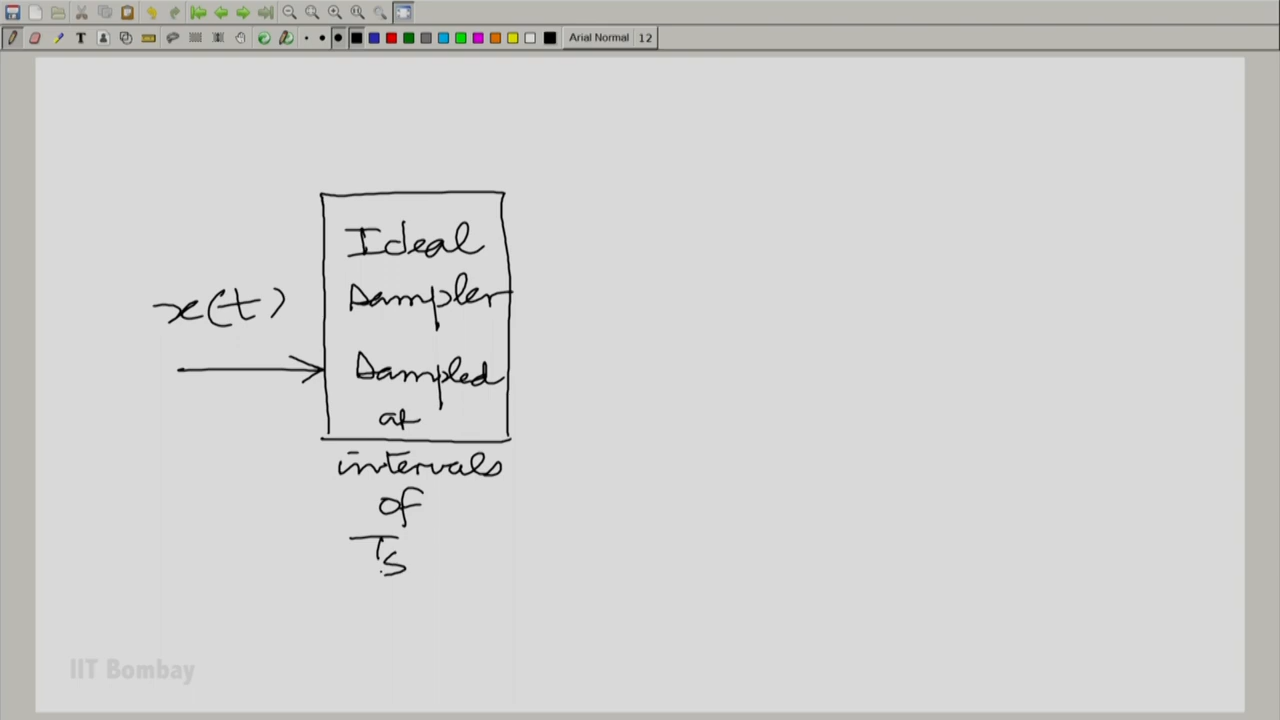 Arial Normal 12
Ideal
Sampler
x(t)
Sampled
at
intervals
of
Ts
IIT Bombay